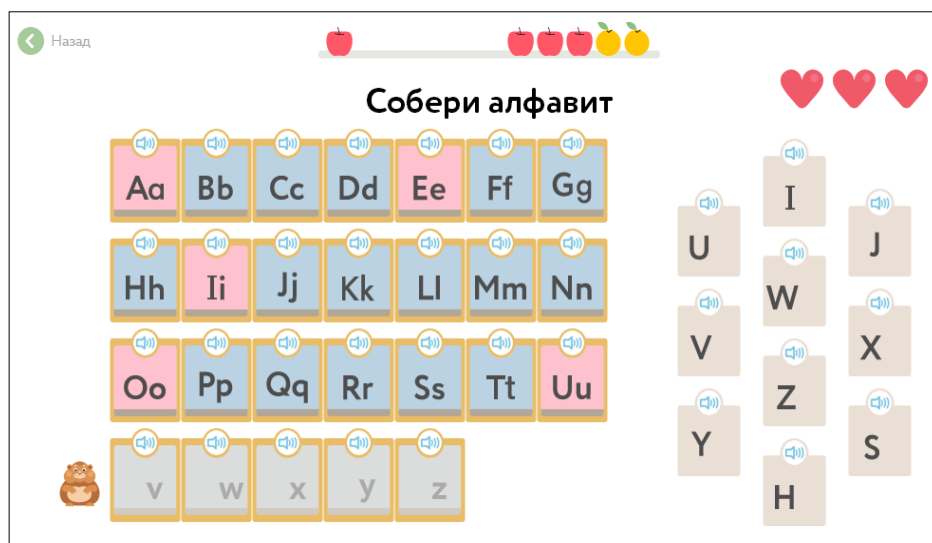 Назад
Собери алфавит
Aa Bb Cc Dd Ee Ff Gg
Hh Ii Jj Kk Ll Mm Nn
Oo Pp Qq Rr Ss Tt Uu
v w x y z
I
U J
W
V X
Z
Y S
H